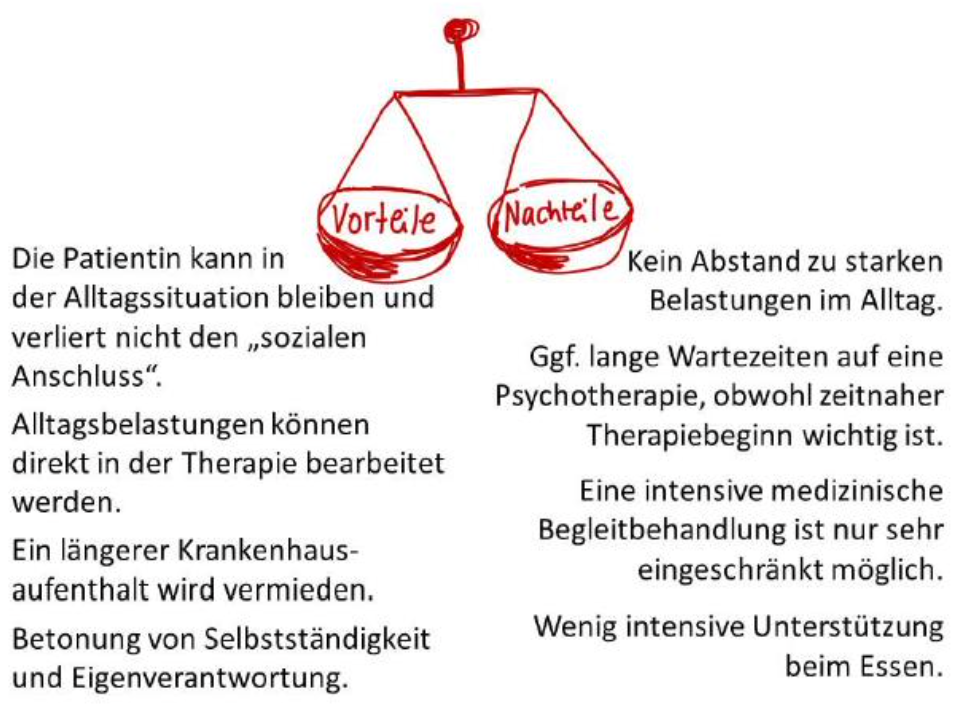 Vorteile
Nachteile
Die Patientin kann in
der Alltagssituation bleiben und
verliert nicht den „sozialen
Anschluss“.
Alltagsbelastungen können
direkt in der Therapie bearbeitet
werden.
Ein längerer Krankenhaus-
aufenthalt wird vermieden.
Betonung von Selbstständigkeit
und Eigenverantwortung.
Kein Abstand zu starken
Belastungen im Alltag.
Ggf. lange Wartezeiten auf eine
Psychotherapie, obwohl zeitnaher
Therapiebeginn wichtig ist.
Eine intensive medizinische
Begleitbehandlung ist nur sehr
eingeschränkt möglich.
Wenig intensive Unterstützung
beim Essen.